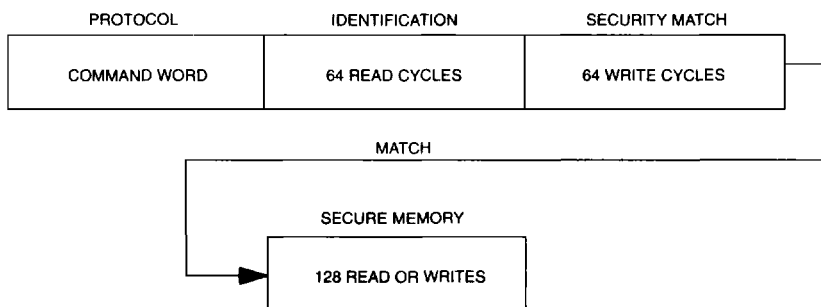 PROTOCOL IDENTIFICATION SECURITY MATCH
COMMAND WORD 64 READ CYCLES 64 WRITE CYCLES
MATCH
SECURE MEMORY
128 READ OR WRITES